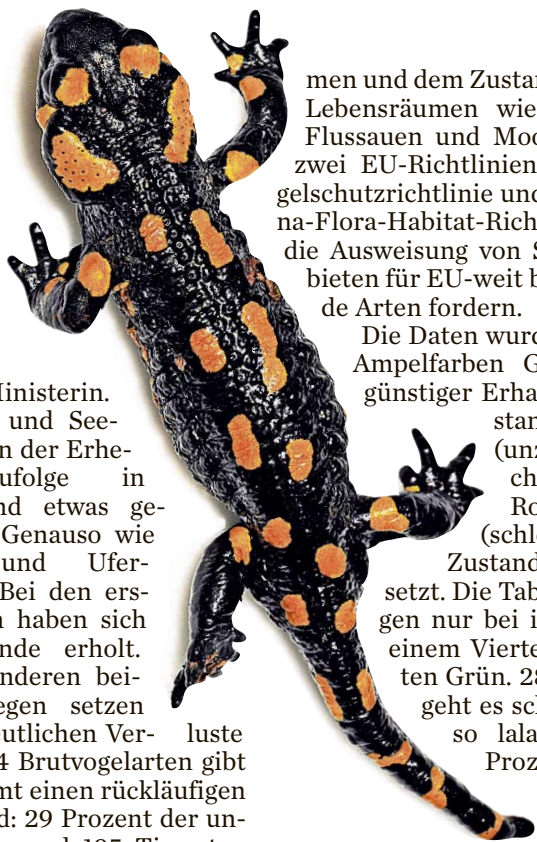 Ministerin.
und See-
n der Erhe-
ufolge in
nd etwas ge-
Genauso wie
und Ufer-
Bei den ers-
n haben sich
nde erholt.
nderen bei-
egen setzen
eutlichen Ver- luste
4 Brutvogelarten gibt
mt einen rückläufigen
d: 29 Prozent der un-
men und dem Zustan
Lebensräumen wie
Flussauen und Moo
zwei EU-Richtlinien
gelschutzrichtlinie und
na-Flora-Habitat-Rich
die Ausweisung von S
bieten für EU-weit b
de Arten fordern.
Die Daten wurd
Ampelfarben G
günstiger Erha
stan
(unz
ch
Ro
(schle
Zustand
setzt. Die Tab
gen nur bei i
einem Vierte
ten Grün. 28
geht es sch
so lala
Proz